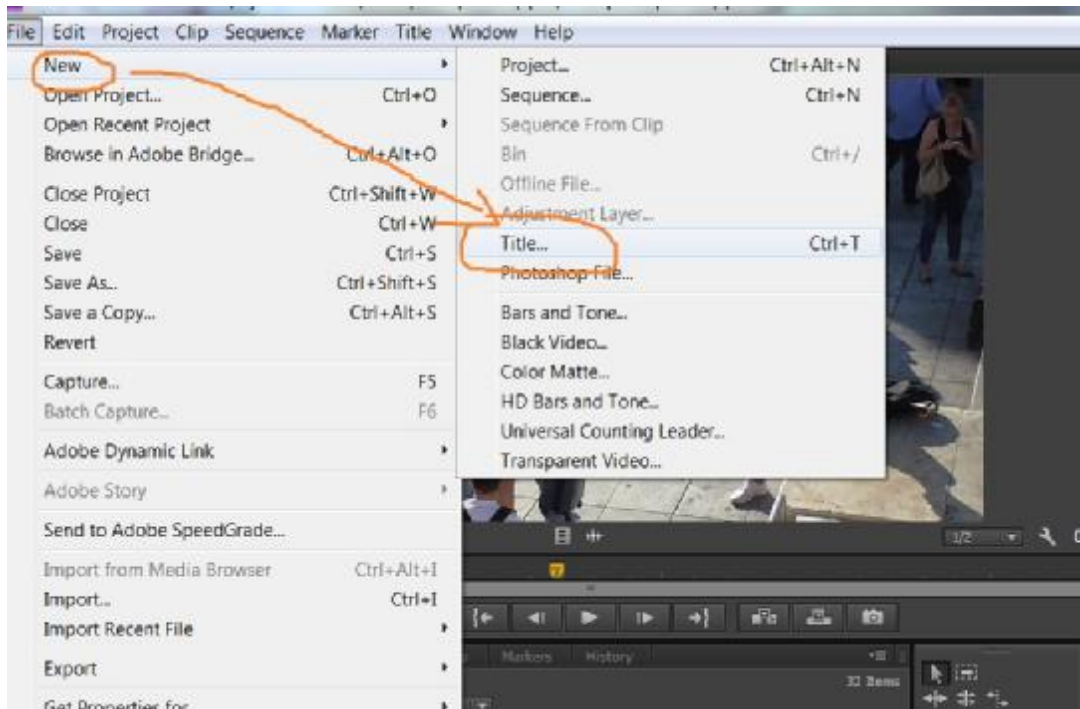 File Edit Project Clip Sequence Marker Title Window Help
New
Open Project... Ctrl+O
Open Recent Project
Browse in Adobe Bridge... Ctrl+Alt+O
Close Project Ctrl+Shift+W
Close Ctrl+W
Save Ctrl+S
Save As... Ctrl+Shift+S
Save a Copy... Ctrl+Alt+S
Revert
Capture... F5
Batch Capture... F6
Adobe Dynamic Link
Adobe Story
Send to Adobe SpeedGrade...
Import from Media Browser Ctrl+Alt+I
Import... Ctrl+I
Import Recent File
Export
Get Properties for
Project... Ctrl+Alt+N
Sequence... Ctrl+N
Sequence From Clip
Bin Ctrl+/
Offline File...
Adjustment Layer...
Title... Ctrl+T
Photoshop File...
Bars and Tone...
Black Video...
Color Matte...
HD Bars and Tone...
Universal Counting Leader...
Transparent Video...
1/2
Markers History
32 Items